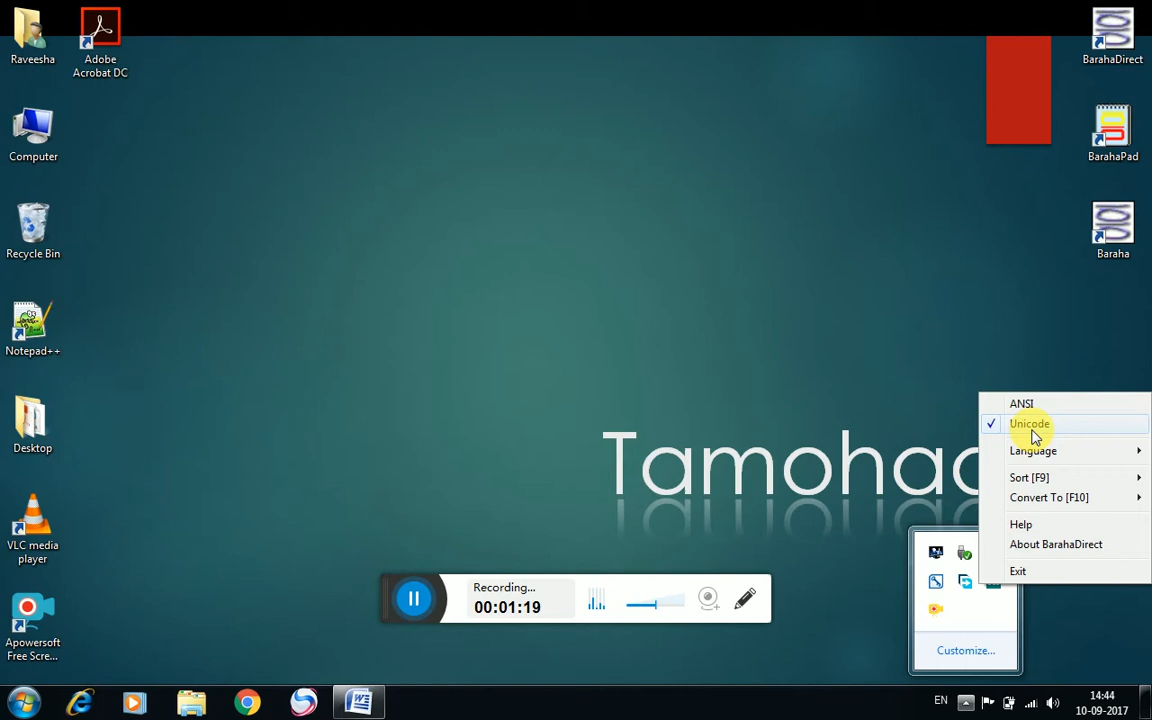 Raveesha
Adobe
Acrobat DC
BarahaDirect
Computer
BarahaPad
Recycle Bin
Baraha
Notepad++
Desktop
VLC media
player
Apowersoft
Free Scre...
ANSI
Unicode
Language
Sort [F9]
Convert To [F10]
Help
About BarahaDirect
Exit
Recording...
00:01:19
Customize...
EN
14:44
10-09-2017